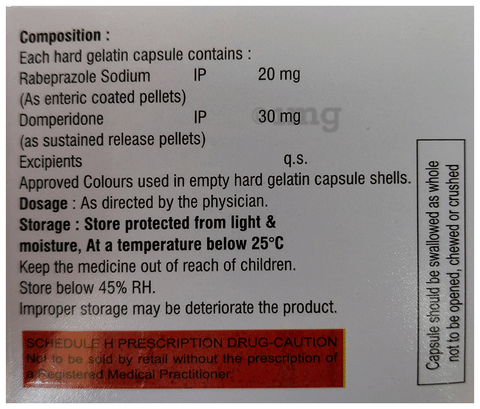 Composition :
Each hard gelatin capsule contains :
Rabeprazole Sodium IP 20 mg
(As enteric coated pellets)
Domperidone IP 30 mg
(as sustained release pellets)
Excipients q.s.
Approved Colours used in empty hard gelatin capsule shells.
Dosage : As directed by the physician.
Storage : Store protected from light &
moisture, At a temperature below 25°C
Keep the medicine out of reach of children.
Store below 45% RH.
Improper storage may be deteriorate the product.
SCHEDULE H PRESCRIPTION DRUG-CAUTION
Not to be sold by retail without the prescription of
a Registered Medical Practitioner.
Capsule should be swallowed as whole
not to be opened, chewed or crushed